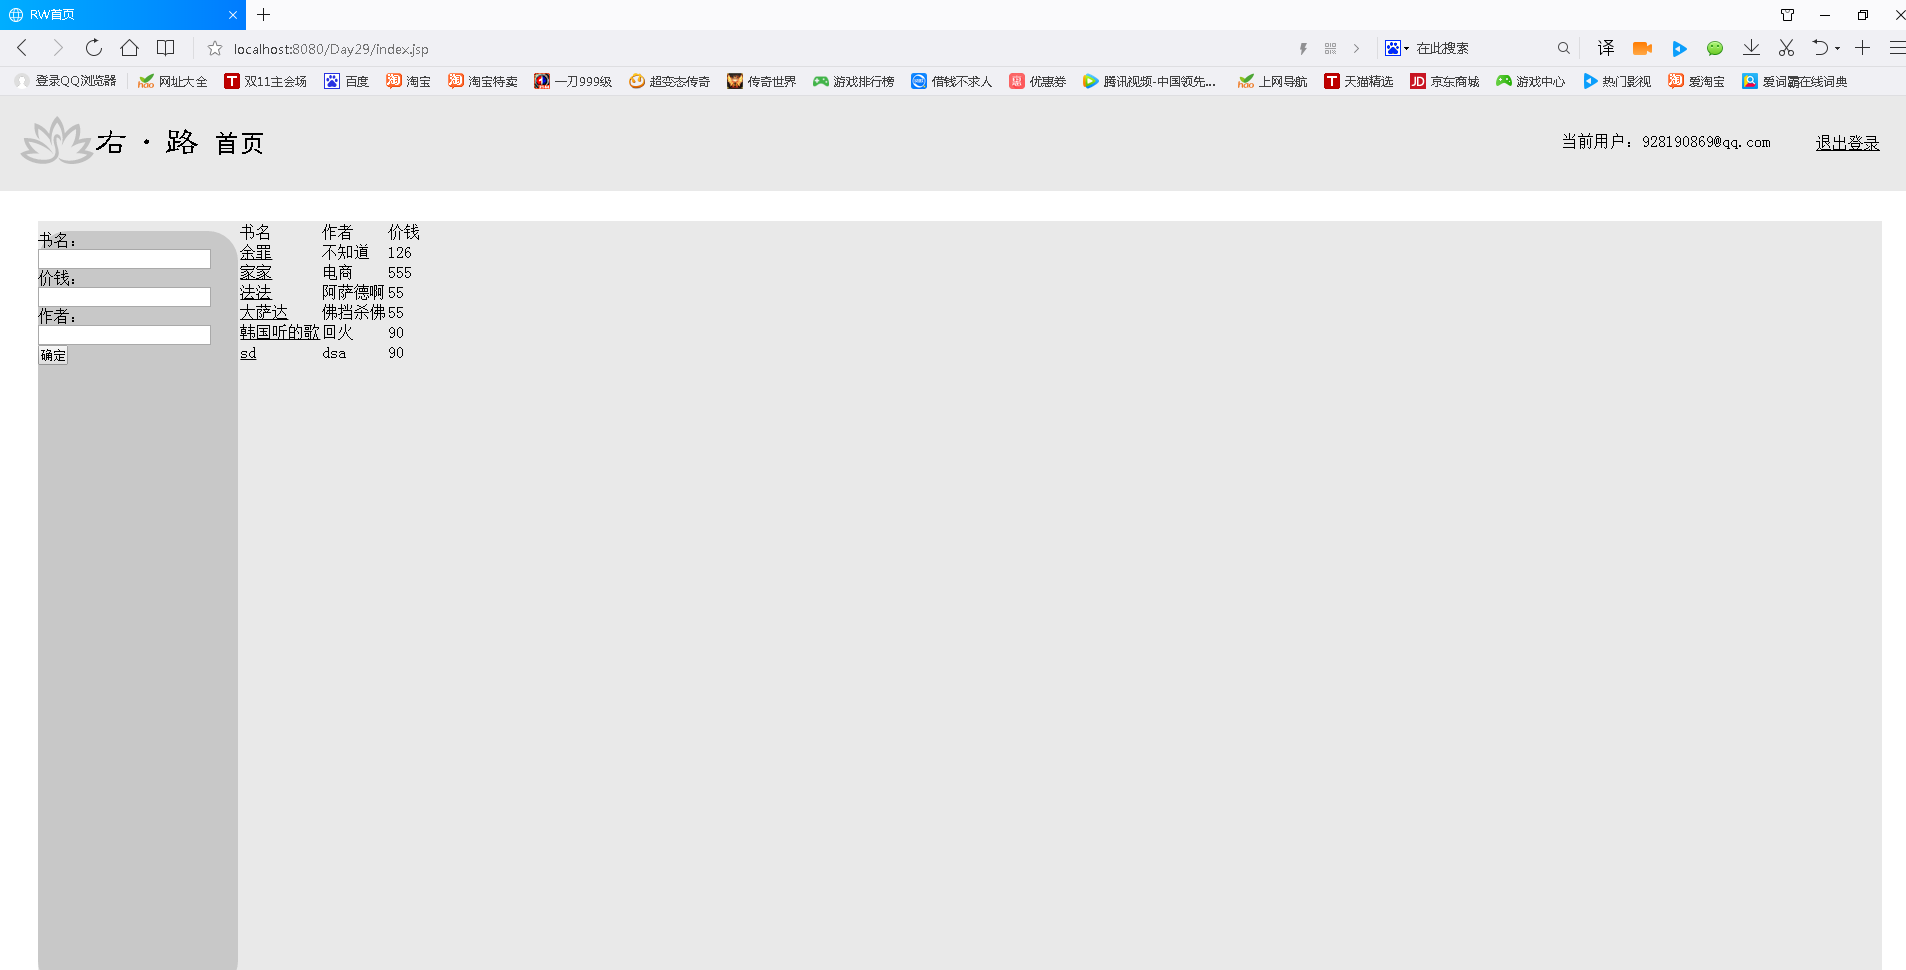 RW首页
localhost:8080/Day29/index.jsp
在此搜索
译
登录QQ浏览器 网址大全 双11主会场 百度 淘宝 淘宝特卖 一刀999级 超变态传奇 传奇世界 游戏排行榜 借钱不求人 优惠券 腾讯视频-中国领先... 上网导航 天猫精选 京东商城 游戏中心 热门影视 爱淘宝 爱词霸在线词典
右·路 首页
当前用户：928190869@qq.com 退出登录
书名：
价钱：
作者：
确定
书名 作者 价钱
余罪 不知道 126
家家 电商 555
法法 阿萨德啊 55
大萨达 佛挡杀佛 55
韩国听的歌 回火 90
sd dsa 90